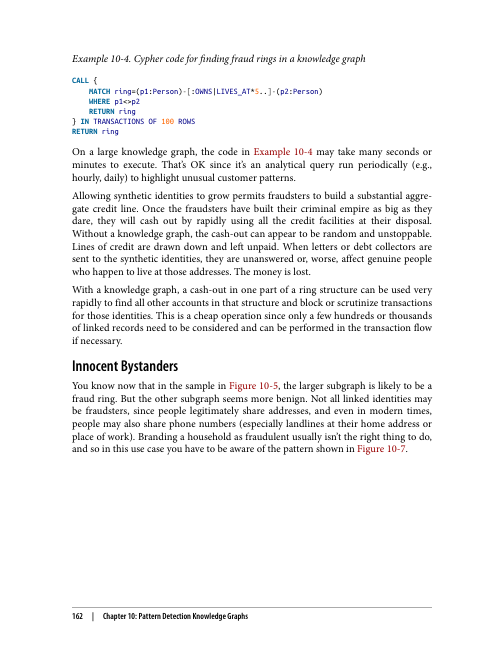 Example 10-4. Cypher code for finding fraud rings in a knowledge graph
CALL {
    MATCH ring=(p1:Person)-[:OWNS|LIVES_AT*5..]-(p2:Person)
    WHERE p1<>p2
    RETURN ring
} IN TRANSACTIONS OF 100 ROWS
RETURN ring
On a large knowledge graph, the code in Example 10-4 may take many seconds or
minutes to execute. That's OK since it's an analytical query run periodically (e.g.,
hourly, daily) to highlight unusual customer patterns.
Allowing synthetic identities to grow permits fraudsters to build a substantial aggre-
gate credit line. Once the fraudsters have built their criminal empire as big as they
dare, they will cash out by rapidly using all the credit facilities at their disposal.
Without a knowledge graph, the cash-out can appear to be random and unstoppable.
Lines of credit are drawn down and left unpaid. When letters or debt collectors are
sent to the synthetic identities, they are unanswered or, worse, affect genuine people
who happen to live at those addresses. The money is lost.
With a knowledge graph, a cash-out in one part of a ring structure can be used very
rapidly to find all other accounts in that structure and block or scrutinize transactions
for those identities. This is a cheap operation since only a few hundreds or thousands
of linked records need to be considered and can be performed in the transaction flow
if necessary.
Innocent Bystanders
You know now that in the sample in Figure 10-5, the larger subgraph is likely to be a
fraud ring. But the other subgraph seems more benign. Not all linked identities may
be fraudsters, since people legitimately share addresses, and even in modern times,
people may also share phone numbers (especially landlines at their home address or
place of work). Branding a household as fraudulent usually isn't the right thing to do,
and so in this use case you have to be aware of the pattern shown in Figure 10-7.
162 | Chapter 10: Pattern Detection Knowledge Graphs